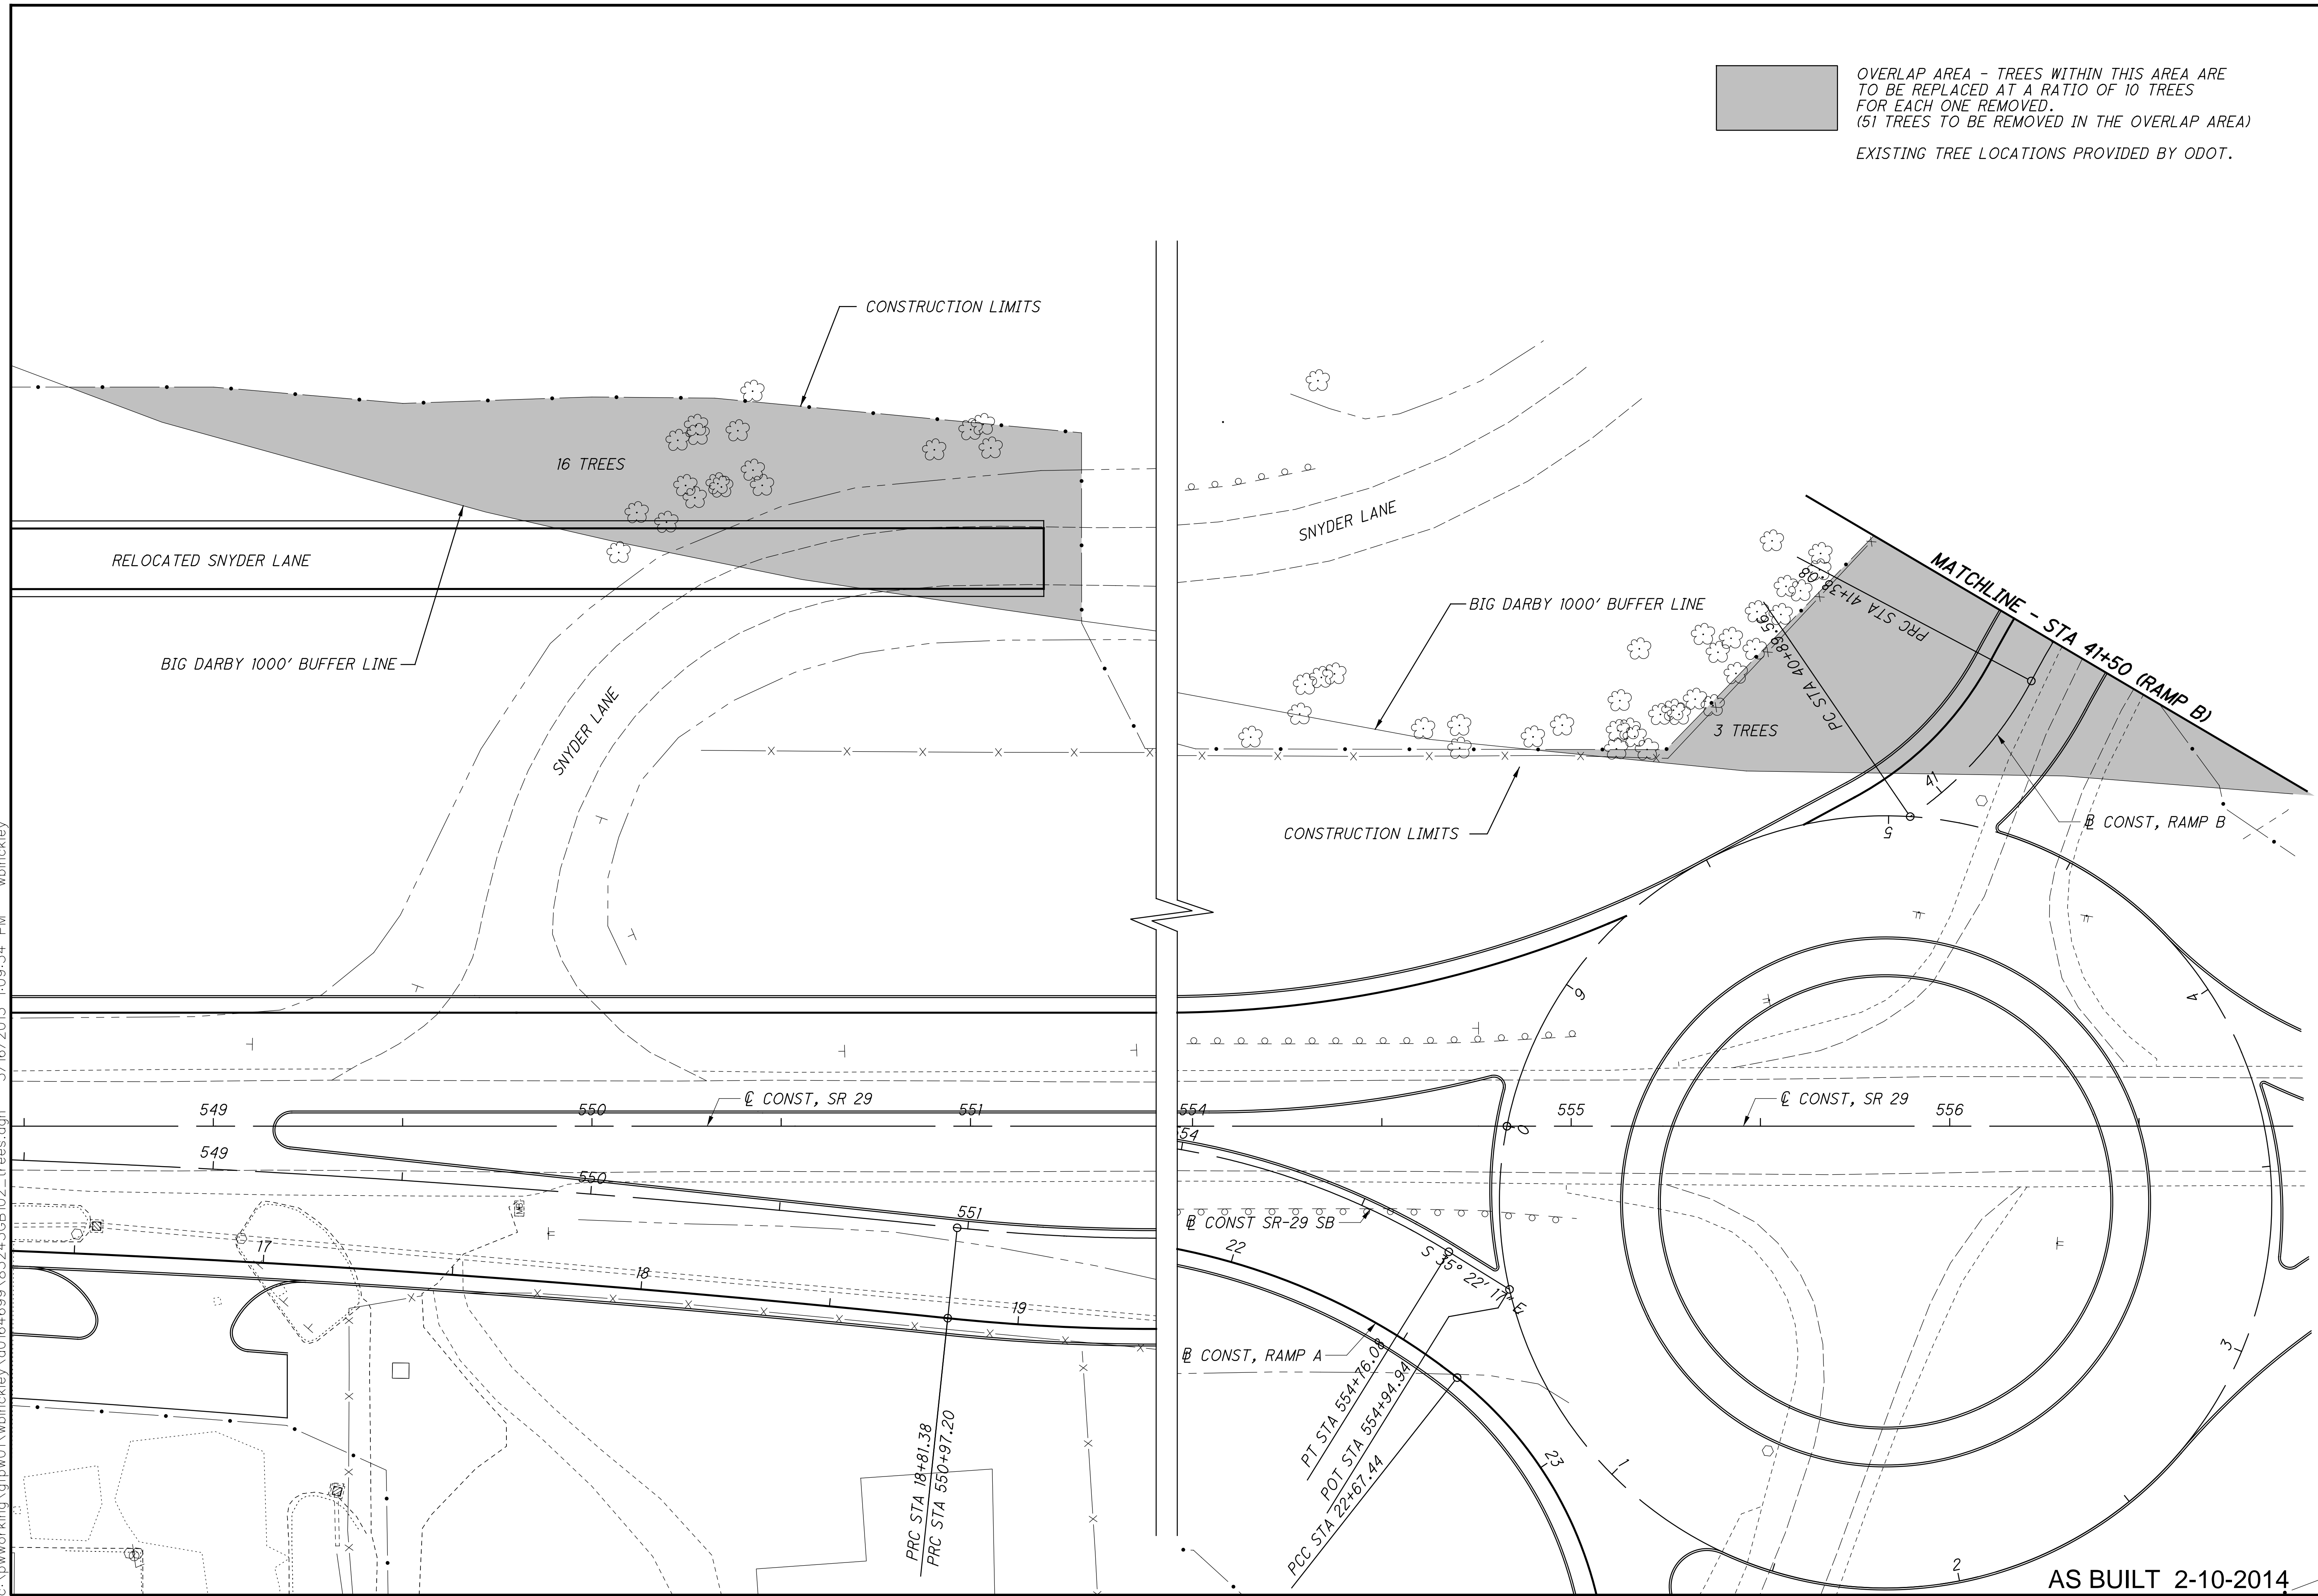 OVERLAP AREA - TREES WITHIN THIS AREA ARE
TO BE REPLACED AT A RATIO OF 10 TREES
FOR EACH ONE REMOVED.
(51 TREES TO BE REMOVED IN THE OVERLAP AREA)
EXISTING TREE LOCATIONS PROVIDED BY ODOT.
CONSTRUCTION LIMITS
16 TREES
RELOCATED SNYDER LANE
BIG DARBY 1000' BUFFER LINE
SNYDER LANE
SNYDER LANE
BIG DARBY 1000' BUFFER LINE
MATCHLINE - STA 41+50 (RAMP B)
PRC STA 41+38.08
PC STA 40+89.56
3 TREES
CONSTRUCTION LIMITS
41
5
℄ CONST, RAMP B
6
4
℄ CONST, SR 29
549
550
551
554
555
556
℄ CONST, SR 29
549
550
551
554
0
℄ CONST SR-29 SB
S 35° 22' 17" E
17
18
19
22
23
℄ CONST, RAMP A
PRC STA 18+81.38
PRC STA 550+97.20
PT STA 554+76.08
POT STA 554+94.94
PCC STA 22+67.44
1
2
3
AS BUILT 2-10-2014